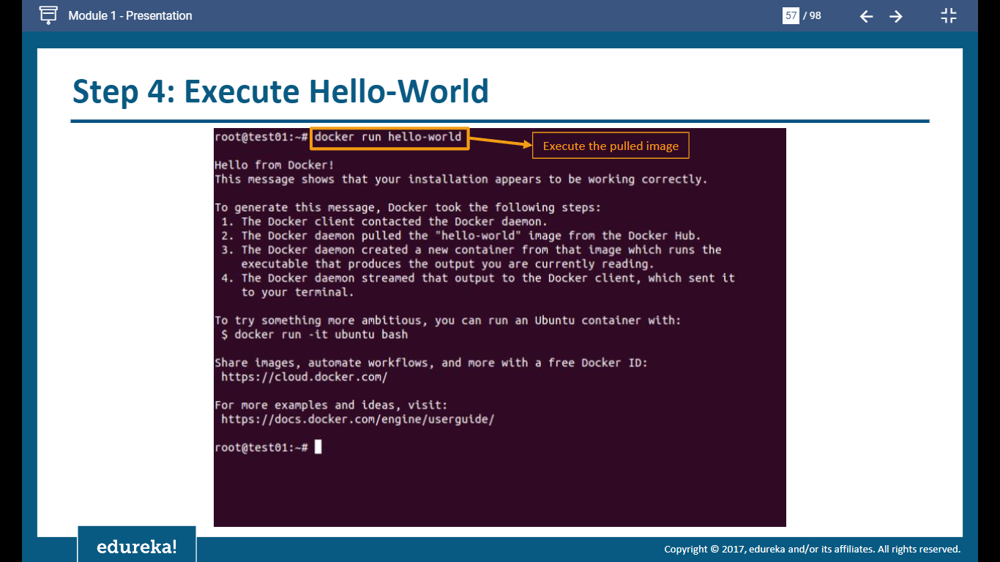 Module 1 - Presentation
57 / 98
Step 4: Execute Hello-World
root@test01:~# docker run hello-world
Execute the pulled image
Hello from Docker!
This message shows that your installation appears to be working correctly.
To generate this message, Docker took the following steps:
1. The Docker client contacted the Docker daemon.
2. The Docker daemon pulled the "hello-world" image from the Docker Hub.
3. The Docker daemon created a new container from that image which runs the
executable that produces the output you are currently reading.
4. The Docker daemon streamed that output to the Docker client, which sent it
to your terminal.
To try something more ambitious, you can run an Ubuntu container with:
$ docker run -it ubuntu bash
Share images, automate workflows, and more with a free Docker ID:
https://cloud.docker.com/
For more examples and ideas, visit:
https://docs.docker.com/engine/userguide/
root@test01:~#
edureka!
Copyright © 2017, edureka and/or its affiliates. All rights reserved.